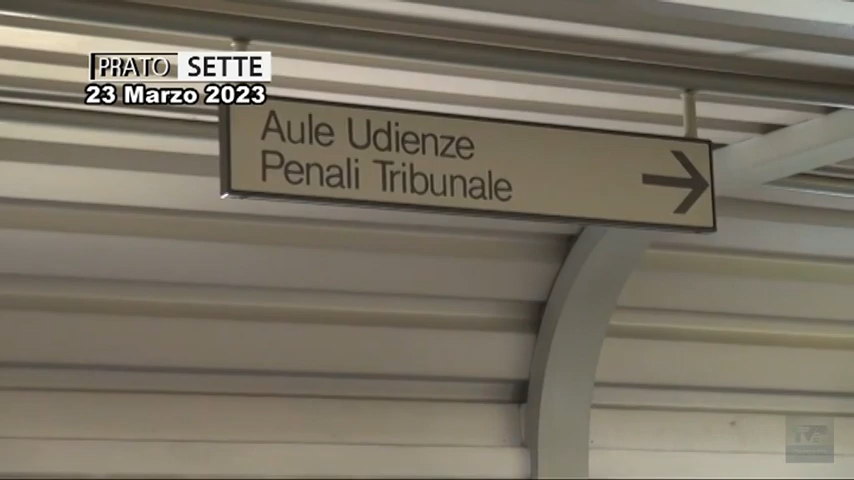 PRATO SETTE
23 Marzo 2023
Aule Udienze
Penali Tribunale